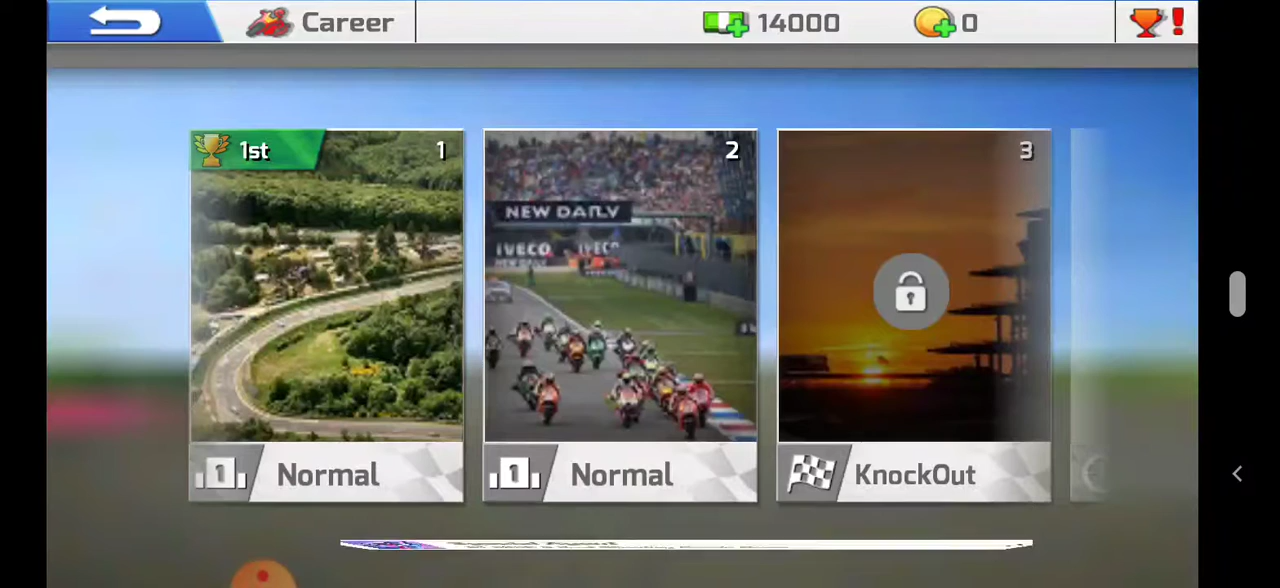 Career
14000
0
!
1st
1
2
3
NEW DAILY
IVECO
IVECO
1
Normal
1
Normal
KnockOut